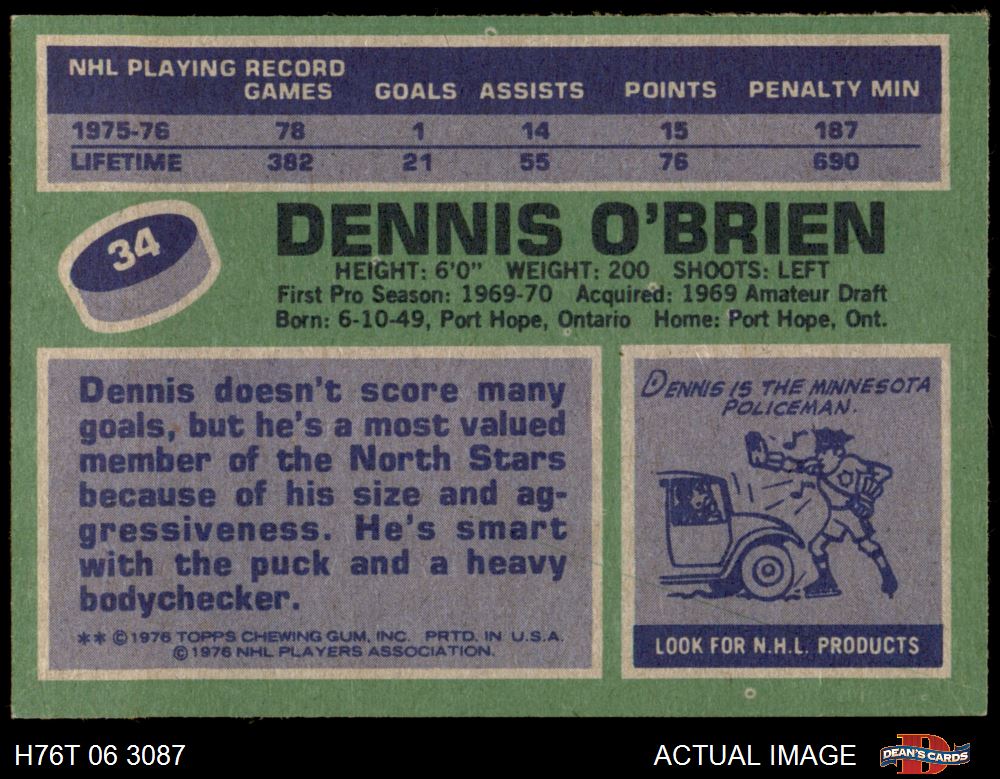 NHL PLAYING RECORD
GAMES GOALS ASSISTS POINTS PENALTY MIN
1975-76 78 1 14 15 187
LIFETIME 382 21 55 76 690
34
DENNIS O'BRIEN
HEIGHT: 6'0" WEIGHT: 200 SHOOTS: LEFT
First Pro Season: 1969-70 Acquired: 1969 Amateur Draft
Born: 6-10-49, Port Hope, Ontario Home: Port Hope, Ont.
Dennis doesn't score many
goals, but he's a most valued
member of the North Stars
because of his size and ag-
gressiveness. He's smart
with the puck and a heavy
bodychecker.
** ©1976 TOPPS CHEWING GUM, INC. PRTD. IN U.S.A.
©1976 NHL PLAYERS ASSOCIATION.
DENNIS IS THE MINNESOTA
POLICEMAN.
LOOK FOR N.H.L. PRODUCTS
H76T 06 3087
ACTUAL IMAGE
D
DEAN'S CARDS